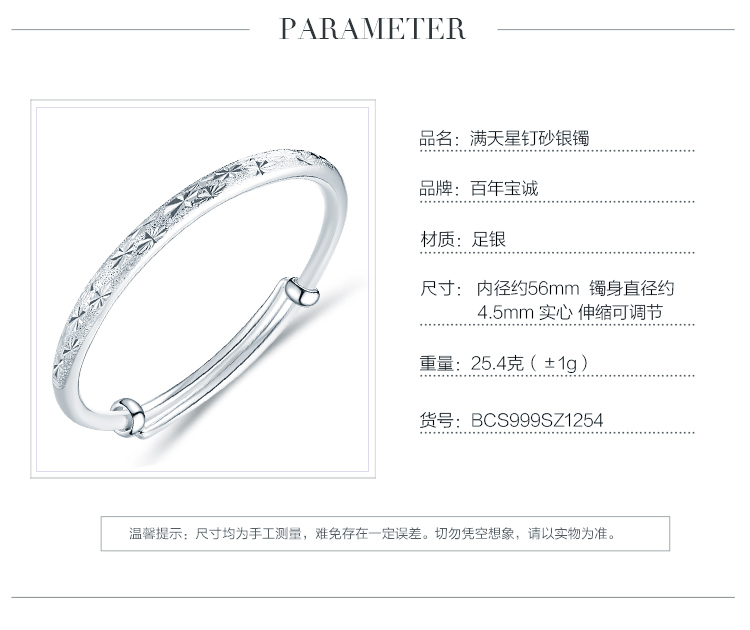 PARAMETER
品名：满天星钉砂银镯
品牌：百年宝诚
材质：足银
尺寸： 内径约56mm 镯身直径约
4.5mm 实心 伸缩可调节
重量：25.4克（ ±1g）
货号：BCS999SZ1254
温馨提示：尺寸均为手工测量，难免存在一定误差。切勿凭空想象，请以实物为准。